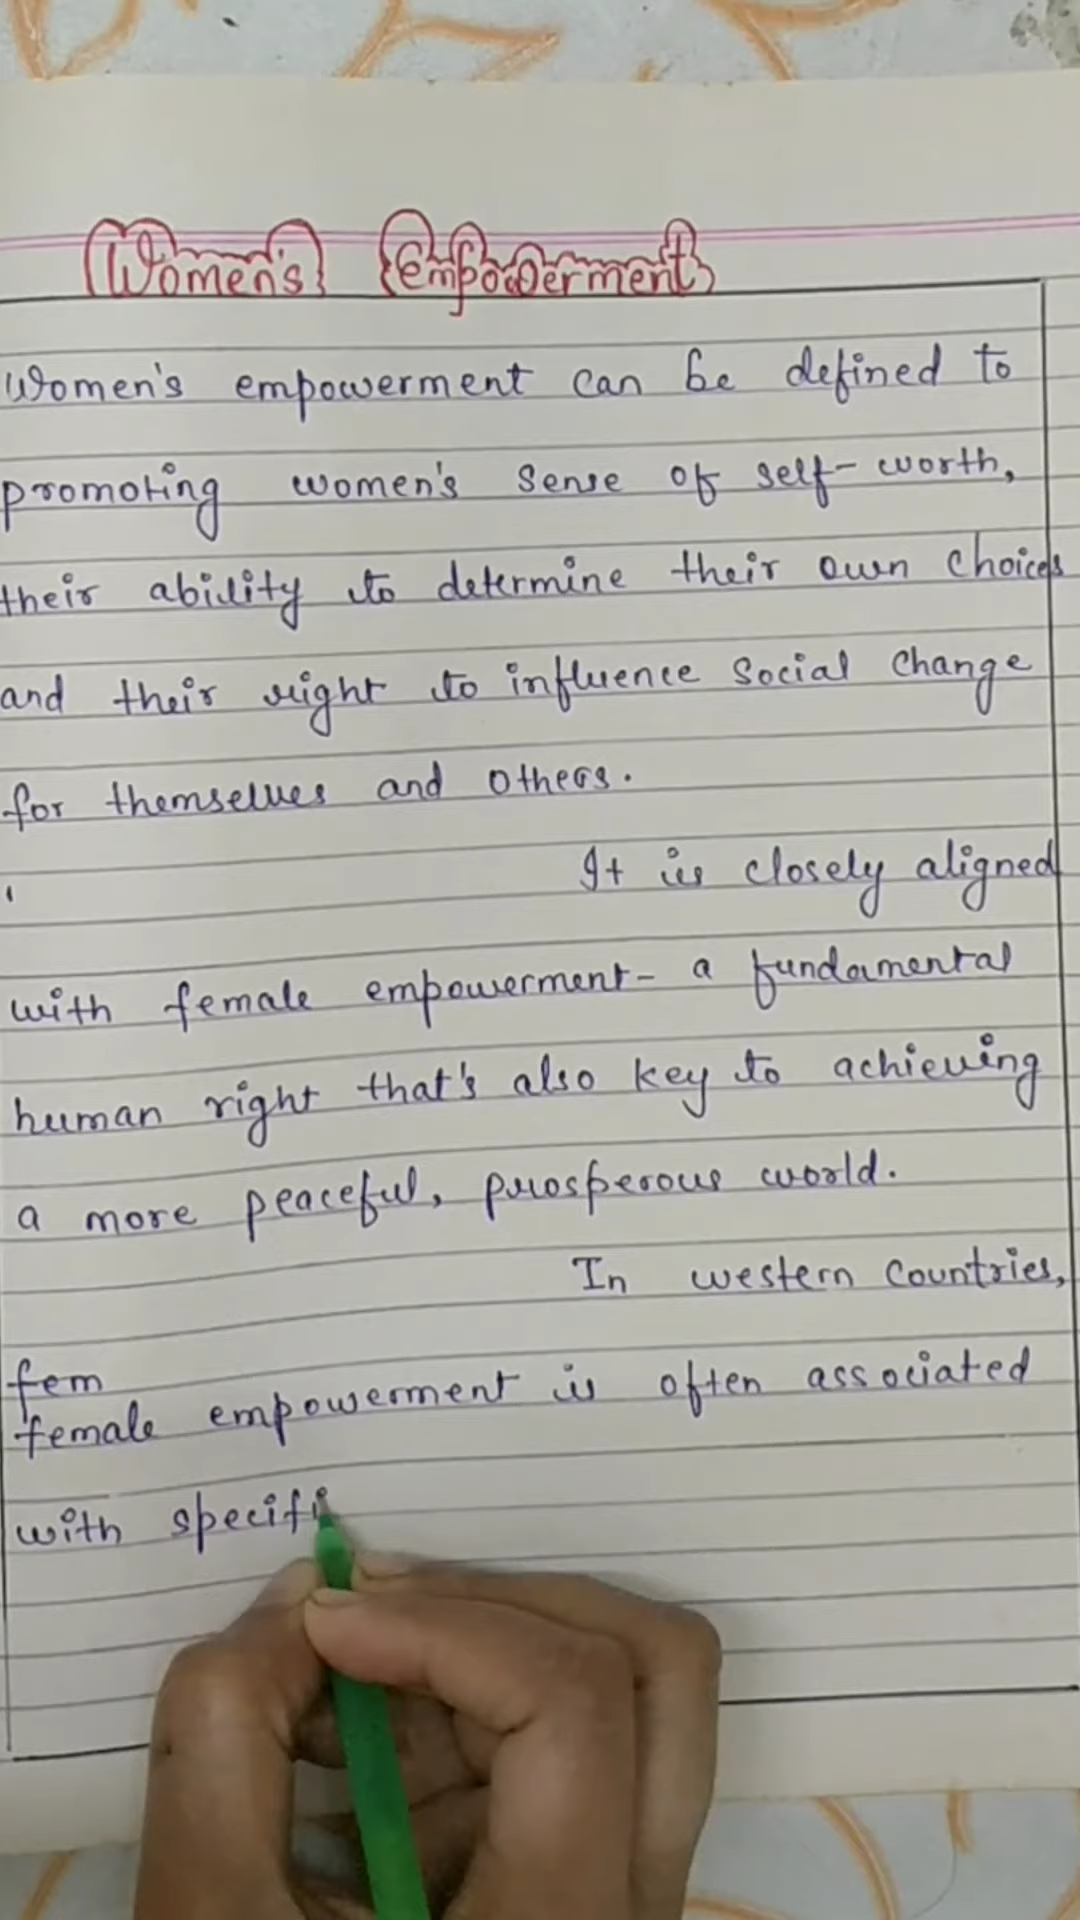 Women's Empowerment
Women's empowerment can be defined to
promoting women's sense of self-worth,
their ability to determine their own choices
and their right to influence social change
for themselves and others.
It is closely aligned
with female empowerment- a fundamental
human right that's also key to achieving
a more peaceful, prosperous world.
In western countries,
fem
female empowerment is often associated
with specifi